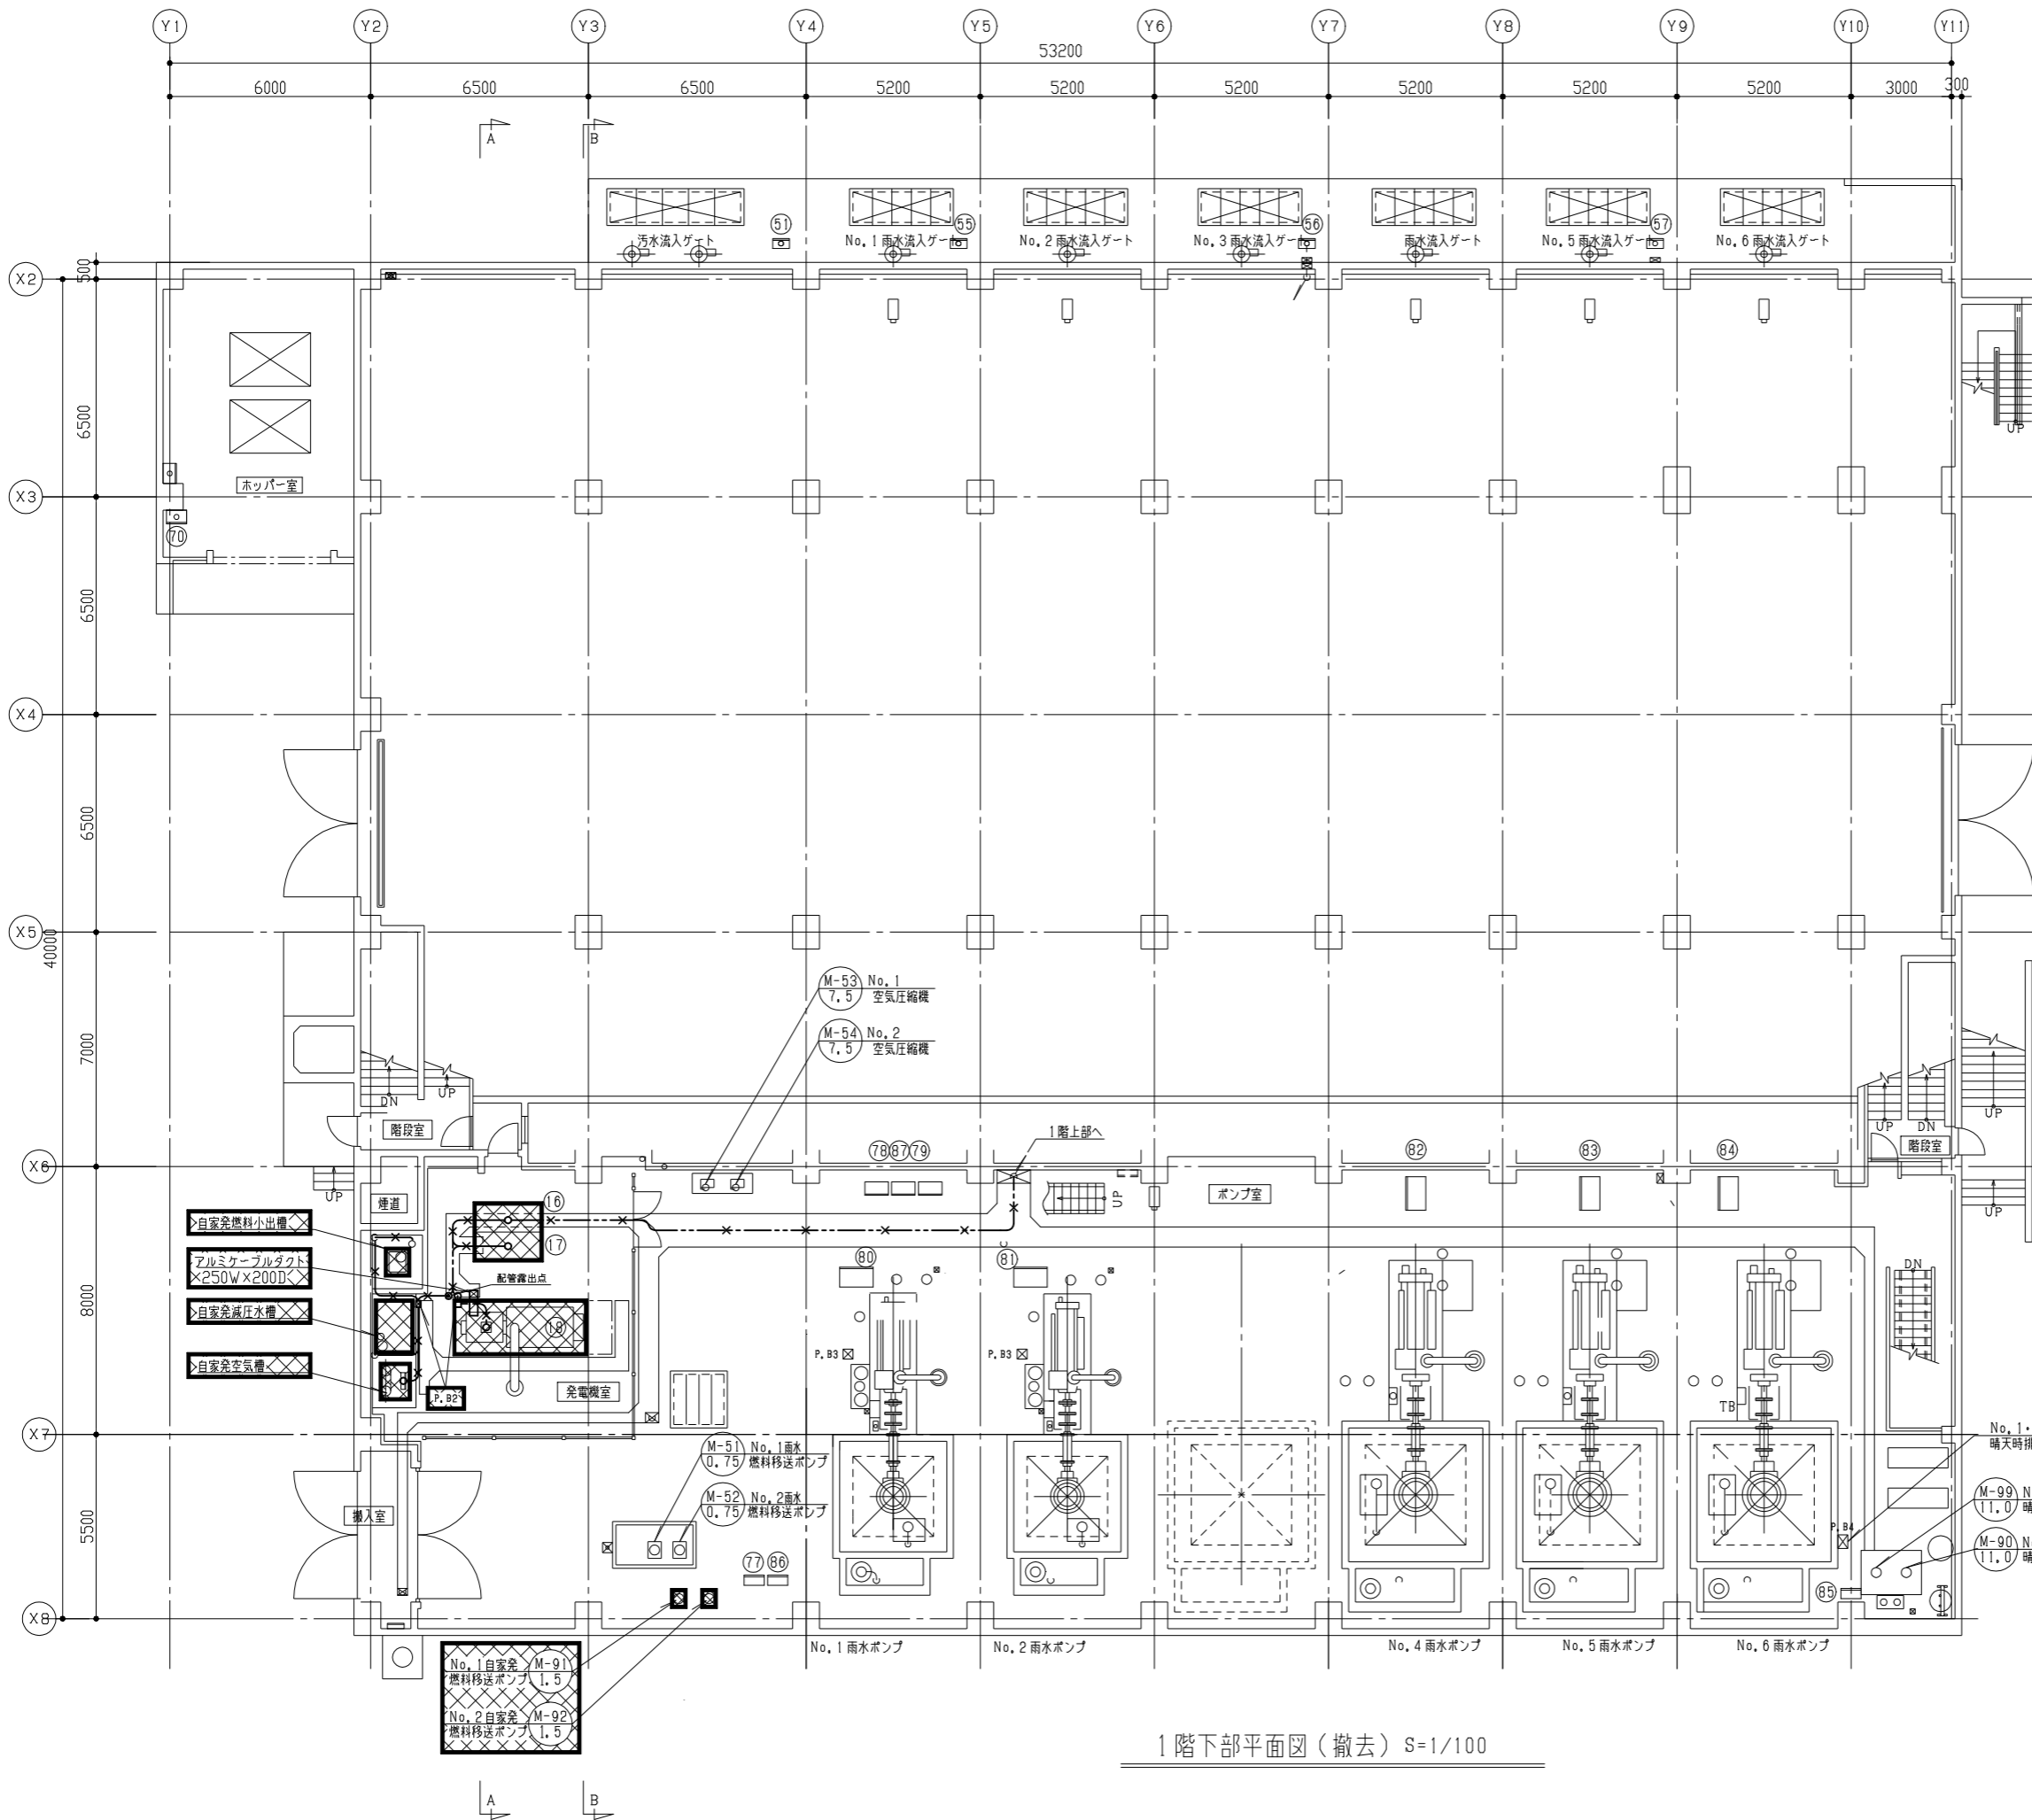 Y1 Y2 Y3 Y4 Y5 Y6 Y7 Y8 Y9 Y10 Y11
53200
6000 6500 6500 5200 5200 5200 5200 5200 5200 3000 300
A B
51 55 56 57
汚水流入ゲート No.1雨水流入ゲート No.2雨水流入ゲート No.3雨水流入ゲート 雨水流入ゲート No.5雨水流入ゲート No.6雨水流入ゲート
500
X2
6500
UP
ホッパー室
X3
70
6500
X4
6500
X5
40000
M-53 No.1
7.5 空気圧縮機
M-54 No.2
7.5 空気圧縮機
7000
DN UP
階段室
1階上部へ
UP
UP DN
階段室
78 87 79 82 83 84
X6
UP
煙道
16
UP
ポンプ室
UP
自家発燃料小出槽
17
80 81
アルミケーブルダクト
×250W×200D
配管露出点
DN
8000
自家発減圧水槽
18
P.B3 P.B3
自家発空気槽
P.B2
発電機室
TB
X7
M-51 No.1雨水
0.75 燃料移送ポンプ
No.1・
晴天時排
M-52 No.2雨水
0.75 燃料移送ポンプ
M-99
11.0
搬入室
5500
P.B4
M-90
11.0
77 86
85
X8
No.1雨水ポンプ No.2雨水ポンプ No.4雨水ポンプ No.5雨水ポンプ No.6雨水ポンプ
No.1自家発 M-91
燃料移送ポンプ 1.5
No.2自家発 M-92
燃料移送ポンプ 1.5
1階下部平面図（撤去）S=1/100
A B